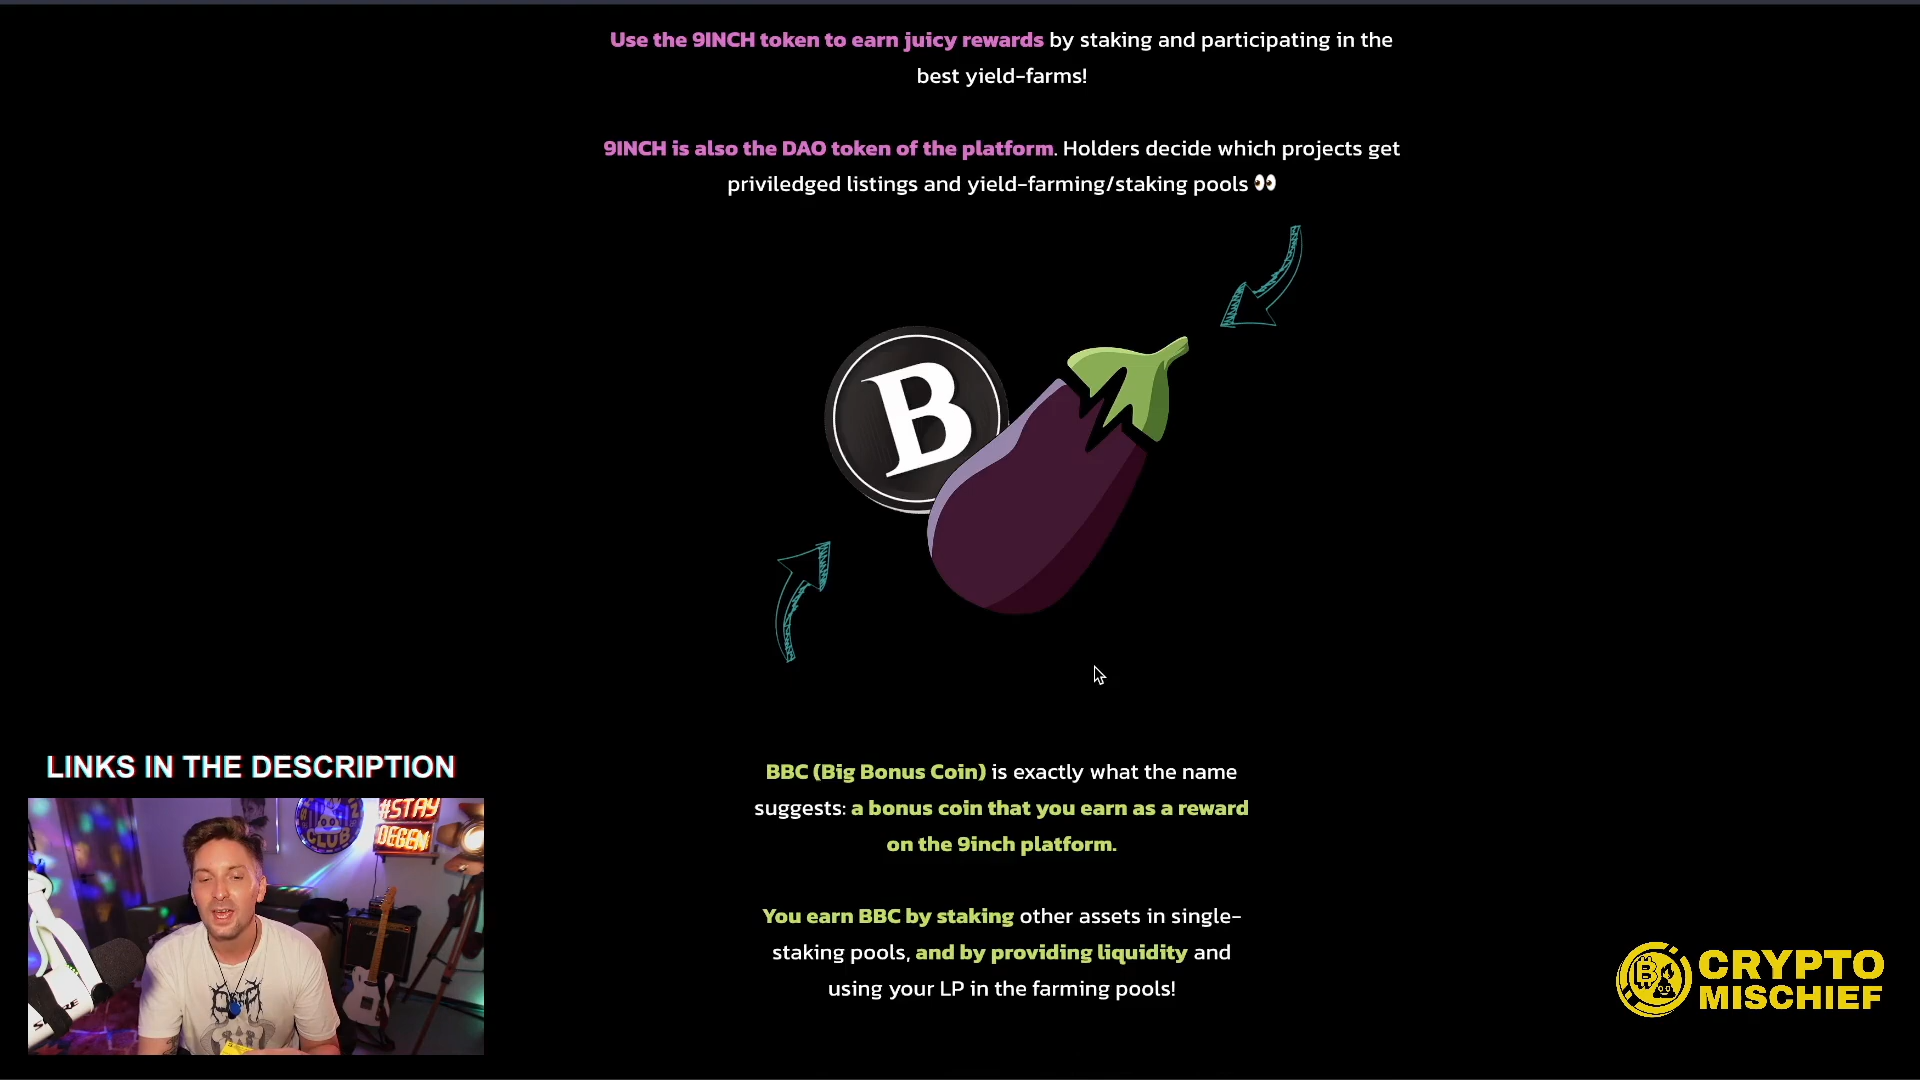 Use the 9INCH token to earn juicy rewards by staking and participating in the
best yield-farms!
9INCH is also the DAO token of the platform. Holders decide which projects get
priviledged listings and yield-farming/staking pools 👀
B
BBC (Big Bonus Coin) is exactly what the name
suggests: a bonus coin that you earn as a reward
on the 9inch platform.
You earn BBC by staking other assets in single-
staking pools, and by providing liquidity and
using your LP in the farming pools!
LINKS IN THE DESCRIPTION
#STAY
DEGEN
CLUB
CRYPTO
MISCHIEF